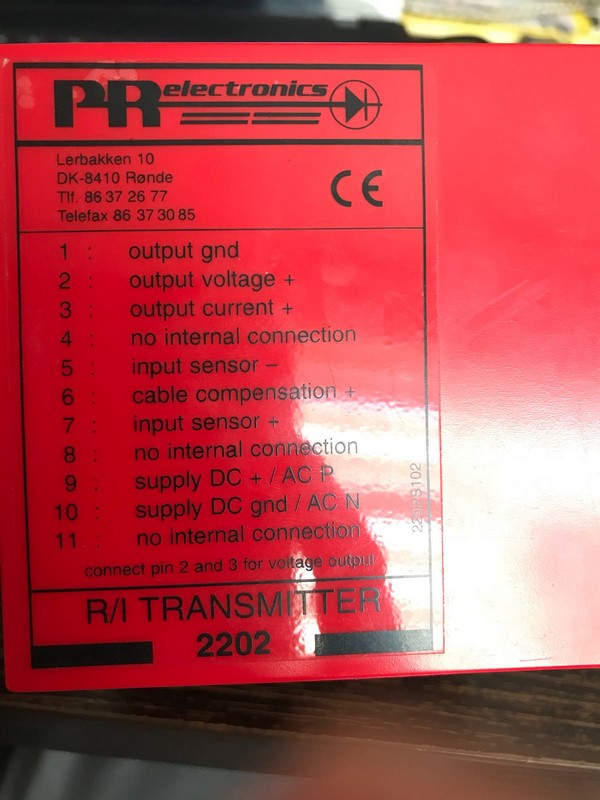 PR electronics
Lerbakken 10
DK-8410 Rønde
Tlf. 86 37 26 77
Telefax 86 37 30 85
CE
1 : output gnd
2 : output voltage +
3 : output current +
4 : no internal connection
5 : input sensor –
6 : cable compensation +
7 : input sensor +
8 : no internal connection
9 : supply DC + / AC P
10 : supply DC gnd / AC N
11 : no internal connection
connect pin 2 and 3 for voltage output
R/I TRANSMITTER
2202